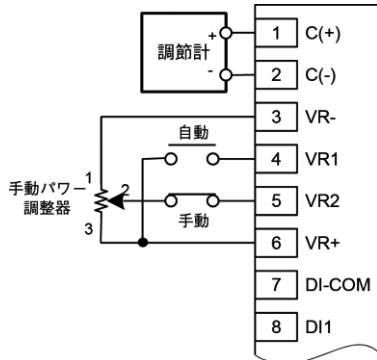 調節計
+
-
1 C(+)
2 C(-)
3 VR-
自動
4 VR1
手動パワー
調整器
1
2
3
手動
5 VR2
6 VR+
7 DI-COM
8 DI1